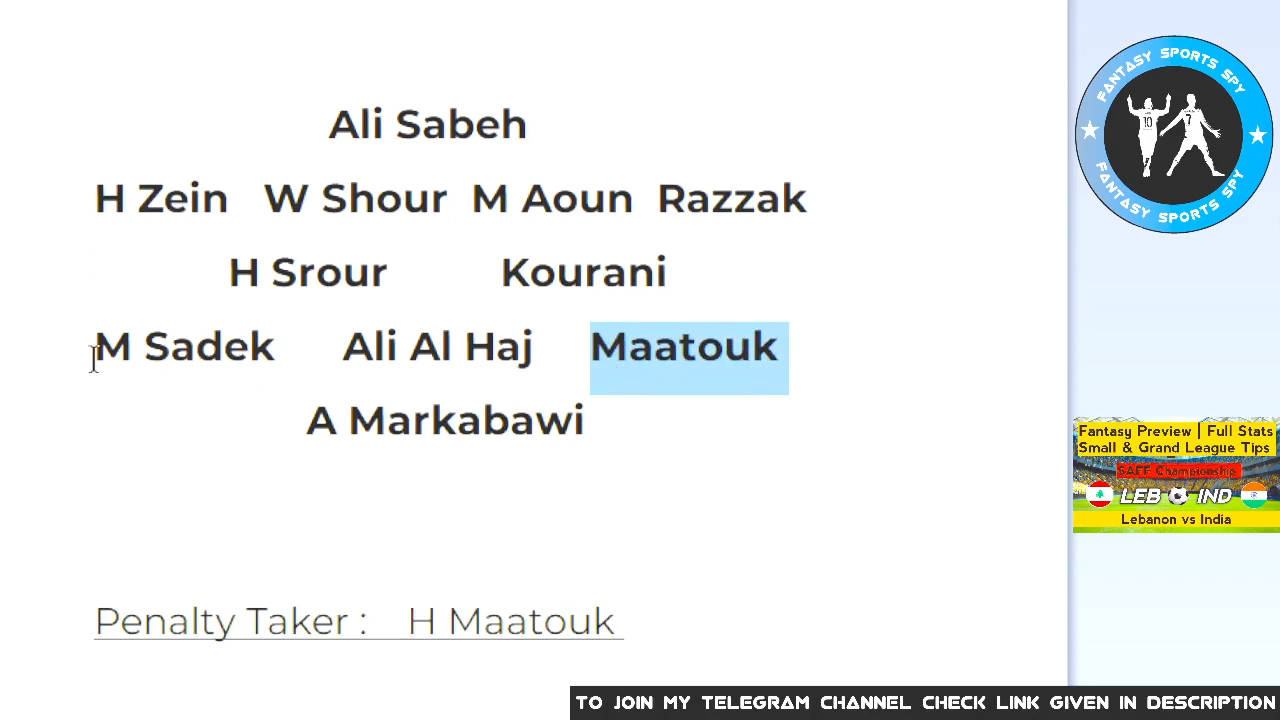 Ali Sabeh
H Zein W Shour M Aoun Razzak
H Srour Kourani
M Sadek Ali Al Haj Maatouk
A Markabawi
Penalty Taker : H Maatouk
FANTASY SPORTS SPY
10 7
FANTASY SPORTS SPY
Fantasy Preview | Full Stats
Small & Grand League Tips
SAFF Championship
LEB IND
Lebanon vs India
TO JOIN MY TELEGRAM CHANNEL CHECK LINK GIVEN IN DESCRIPTION